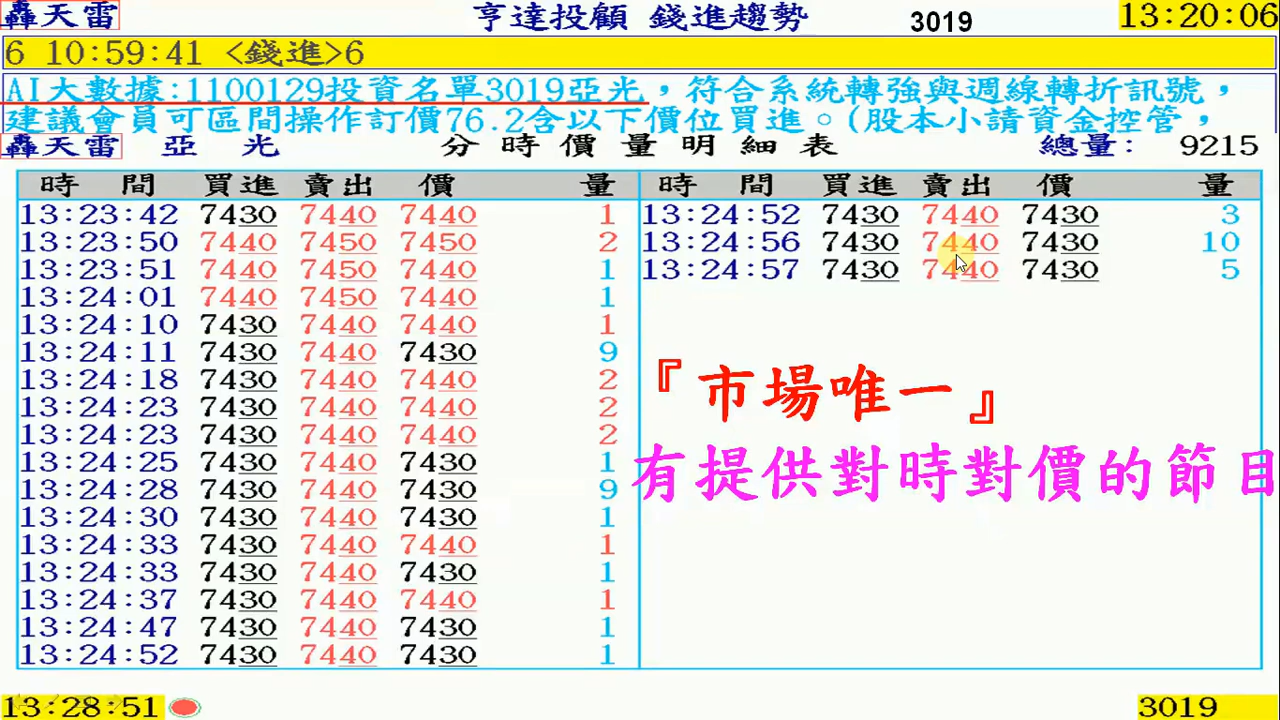 轟天雷 亨達投顧 錢進趨勢 3019 13:20:06
6 10:59:41 <錢進>6
AI大數據:1100129投資名單3019亞光，符合系統轉強與週線轉折訊號，
建議會員可區間操作訂價76.2含以下價位買進。(股本小請資金控管，
轟天雷 亞 光 分時價量明細表 總量: 9215
時 間 買進 賣出 價 量 時 間 買進 賣出 價 量
13:23:42 7430 7440 7440 1 13:24:52 7430 7440 7430 3
13:23:50 7440 7450 7450 2 13:24:56 7430 7440 7430 10
13:23:51 7440 7450 7440 1 13:24:57 7430 7440 7430 5
13:24:01 7440 7450 7440 1
13:24:10 7430 7440 7440 1
13:24:11 7430 7440 7430 9
13:24:18 7430 7440 7440 2
13:24:23 7430 7440 7440 2
13:24:23 7430 7440 7440 2
13:24:25 7430 7440 7430 1
13:24:28 7430 7440 7430 9
13:24:30 7430 7440 7430 1
13:24:33 7430 7440 7440 1
13:24:33 7430 7440 7430 1
13:24:37 7430 7440 7440 1
13:24:47 7430 7440 7430 1
13:24:52 7430 7440 7430 1
『市場唯一』
有提供對時對價的節目
13:28:51 3019